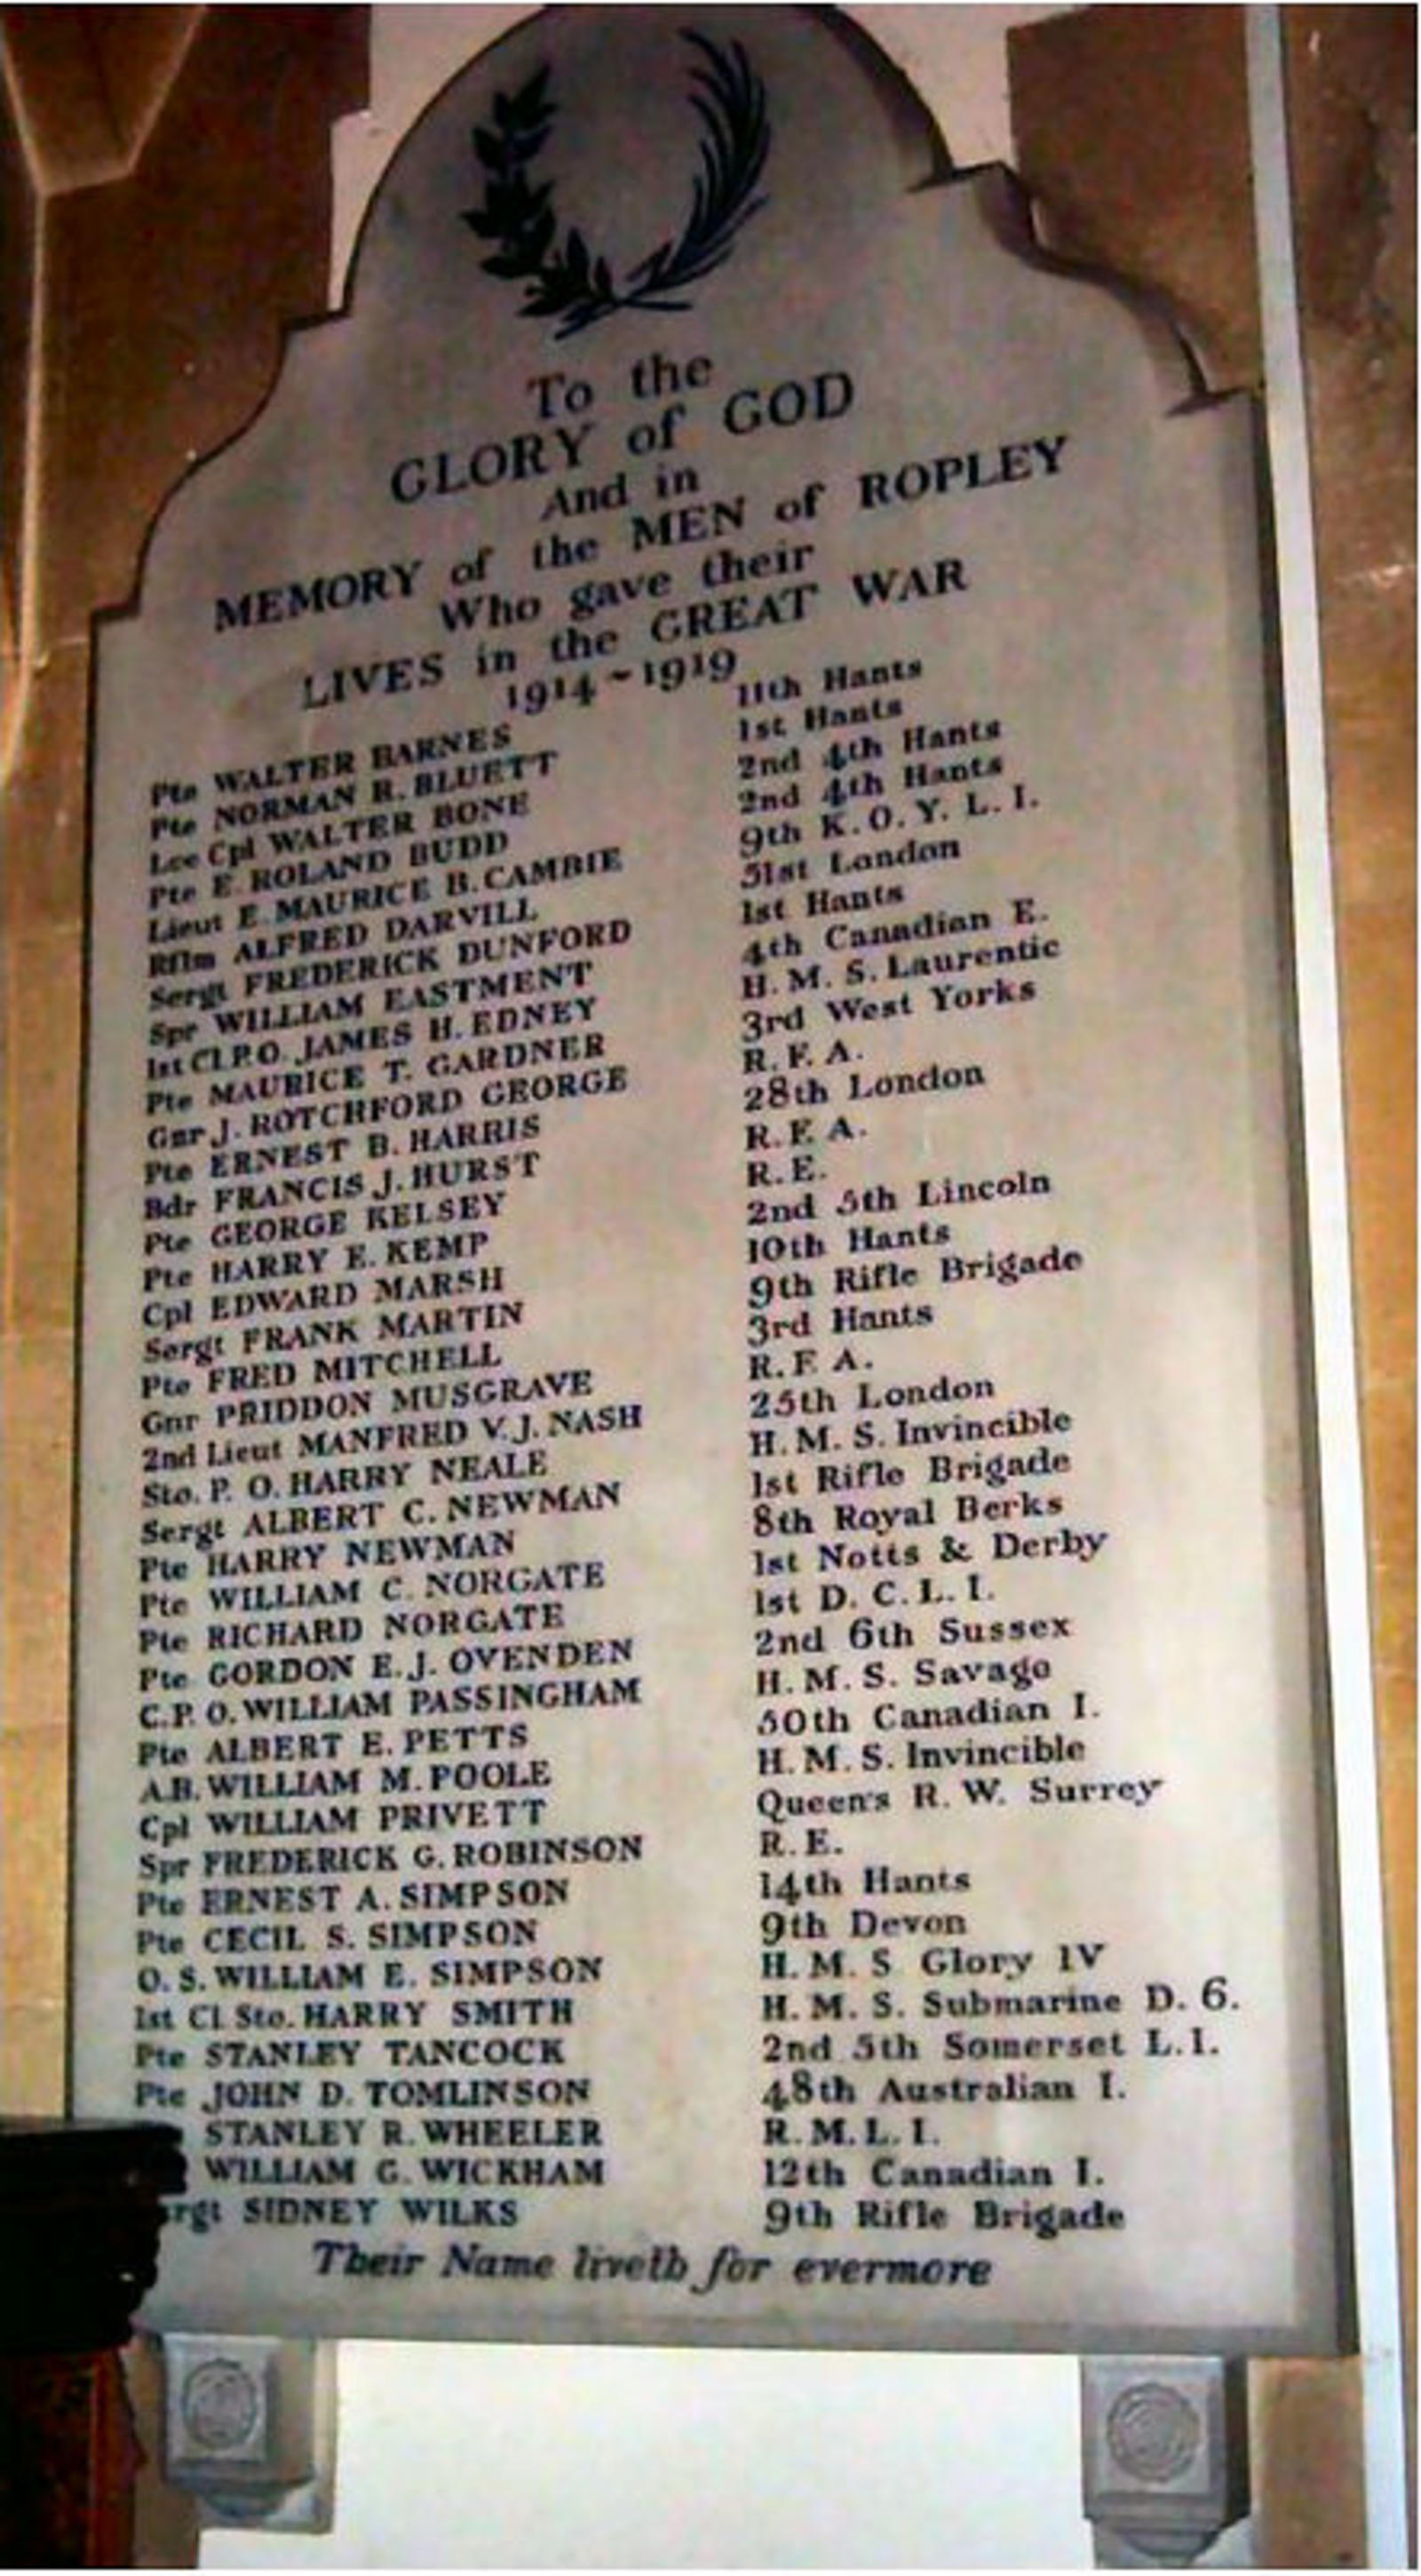 To the
GLORY of GOD
And in
MEMORY of the MEN of ROPLEY
Who gave their
LIVES in the GREAT WAR
1914~1919
Pte WALTER BARNES 11th Hants
Pte NORMAN R. BLUETT 1st Hants
Lce Cpl WALTER BONE 2nd 4th Hants
Pte E. ROLAND BUDD 2nd 4th Hants
Lieut E. MAURICE B. CAMBIE 9th K.O.Y.L.I.
Rflm ALFRED DARVILL 51st London
Sergt FREDERICK DUNFORD 1st Hants
Spr WILLIAM EASTMENT 4th Canadian E.
1st Cl P.O. JAMES H. EDNEY H.M.S. Laurentic
Pte MAURICE T. GARDNER 3rd West Yorks
Gnr J. ROTCHFORD GEORGE R.F.A.
Pte ERNEST B. HARRIS 28th London
Bdr FRANCIS J. HURST R.F.A.
Pte GEORGE KELSEY R.E.
Pte HARRY E. KEMP 2nd 5th Lincoln
Cpl EDWARD MARSH 10th Hants
Sergt FRANK MARTIN 9th Rifle Brigade
Pte FRED MITCHELL 3rd Hants
Gnr PRIDDON MUSGRAVE R.F.A.
2nd Lieut MANFRED V.J. NASH 25th London
Sto. P.O. HARRY NEALE H.M.S. Invincible
Sergt ALBERT C. NEWMAN 1st Rifle Brigade
Pte HARRY NEWMAN 8th Royal Berks
Pte WILLIAM C. NORGATE 1st Notts & Derby
Pte RICHARD NORGATE 1st D.C.L.I.
Pte GORDON E.J. OVENDEN 2nd 6th Sussex
C.P.O. WILLIAM PASSINGHAM H.M.S. Savage
Pte ALBERT E. PETTS 50th Canadian I.
A.B. WILLIAM M. POOLE H.M.S. Invincible
Cpl WILLIAM PRIVETT Queen's R.W. Surrey
Spr FREDERICK G. ROBINSON R.E.
Pte ERNEST A. SIMPSON 14th Hants
Pte CECIL S. SIMPSON 9th Devon
O.S. WILLIAM E. SIMPSON H.M.S Glory IV
1st Cl Sto. HARRY SMITH H.M.S. Submarine D.6.
Pte STANLEY TANCOCK 2nd 5th Somerset L.I.
Pte JOHN D. TOMLINSON 48th Australian I.
STANLEY R. WHEELER R.M.L.I.
WILLIAM G. WICKHAM 12th Canadian I.
rgt SIDNEY WILKS 9th Rifle Brigade
Their Name liveth for evermore